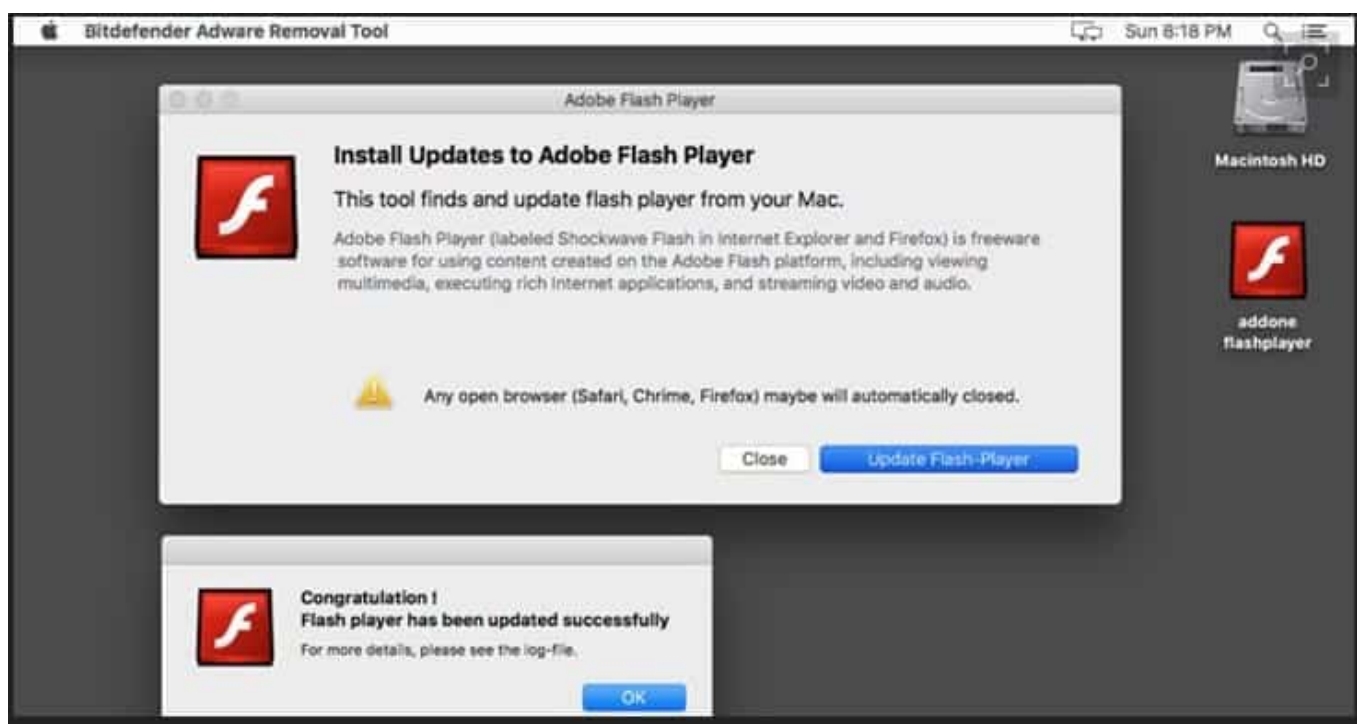 Bitdefender Adware Removal Tool
Sun 8:18 PM
Adobe Flash Player
Install Updates to Adobe Flash Player
This tool finds and update flash player from your Mac.
Adobe Flash Player (labeled Shockwave Flash in Internet Explorer and Firefox) is freeware
software for using content created on the Adobe Flash platform, including viewing
multimedia, executing rich Internet applications, and streaming video and audio.
Any open browser (Safari, Chrime, Firefox) maybe will automatically closed.
Close
Update Flash-Player
Macintosh HD
addone
flashplayer
Congratulation !
Flash player has been updated successfully
For more details, please see the log-file.
OK